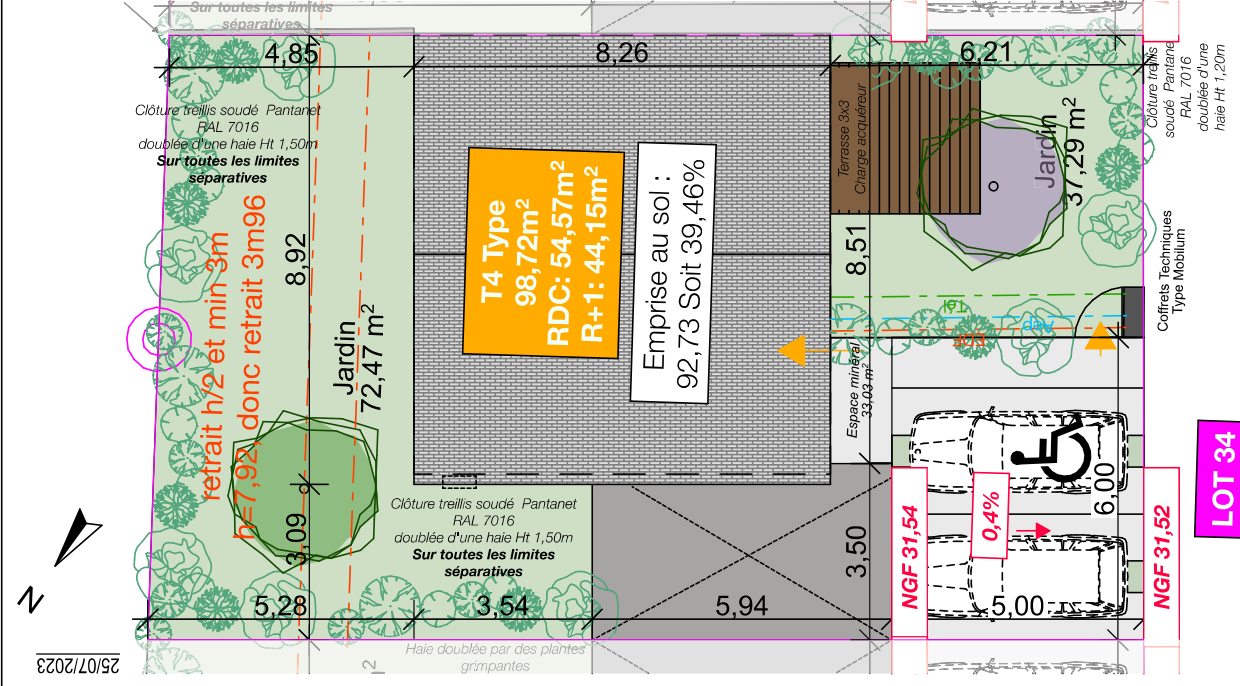 Sur toutes les limites
séparatives
4,85
8,26
6,21
Clôture treillis soudé Pantanet
RAL 7016
doublée d'une haie Ht 1,50m
Sur toutes les limites
séparatives
Clôture treillis
soudé Pantane
RAL 7016
doublée d'une
haie Ht 1,20m
retrait h/2 et min 3m
h=7,92, donc retrait 3m96
8,92
Jardin
72,47 m²
T4 Type
98,72m²
RDC: 54,57m²
R+1: 44,15m²
Emprise au sol :
92,73 Soit 39,46%
Terrasse 3x3
Charge acquéreur
Jardin
37,29 m²
8,51
Coffrets Techniques
Type Mobilum
Tél
Aep
EDF
Espace minéral
33,03 m²
3,09
Clôture treillis soudé Pantanet
RAL 7016
doublée d'une haie Ht 1,50m
Sur toutes les limites
séparatives
3,50
NGF 31,54
0,4%
6,00
NGF 31,52
LOT 34
N
5,28
3,54
5,94
5,00
25/07/2023
Haie doublée par des plantes
grimpantes
m²